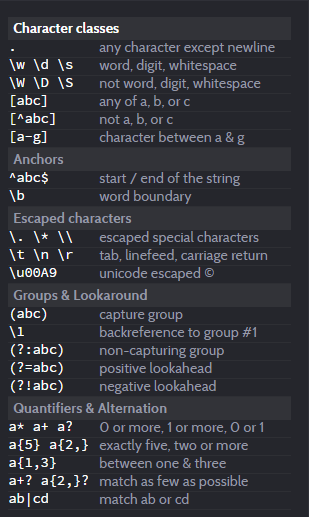 Character classes
. any character except newline
\w \d \s word, digit, whitespace
\W \D \S not word, digit, whitespace
[abc] any of a, b, or c
[^abc] not a, b, or c
[a-g] character between a & g
Anchors
^abc$ start / end of the string
\b word boundary
Escaped characters
\. \* \\ escaped special characters
\t \n \r tab, linefeed, carriage return
\u00A9 unicode escaped ©
Groups & Lookaround
(abc) capture group
\1 backreference to group #1
(?:abc) non-capturing group
(?=abc) positive lookahead
(?!abc) negative lookahead
Quantifiers & Alternation
a* a+ a? 0 or more, 1 or more, 0 or 1
a{5} a{2,} exactly five, two or more
a{1,3} between one & three
a+? a{2,}? match as few as possible
ab|cd match ab or cd